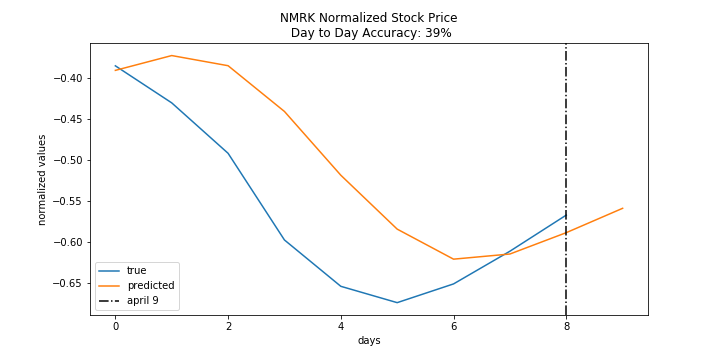 NMRK Normalized Stock Price
Day to Day Accuracy: 39%
normalized values
−0.40
−0.45
−0.50
−0.55
−0.60
−0.65
true
predicted
april 9
0
2
4
6
8
days